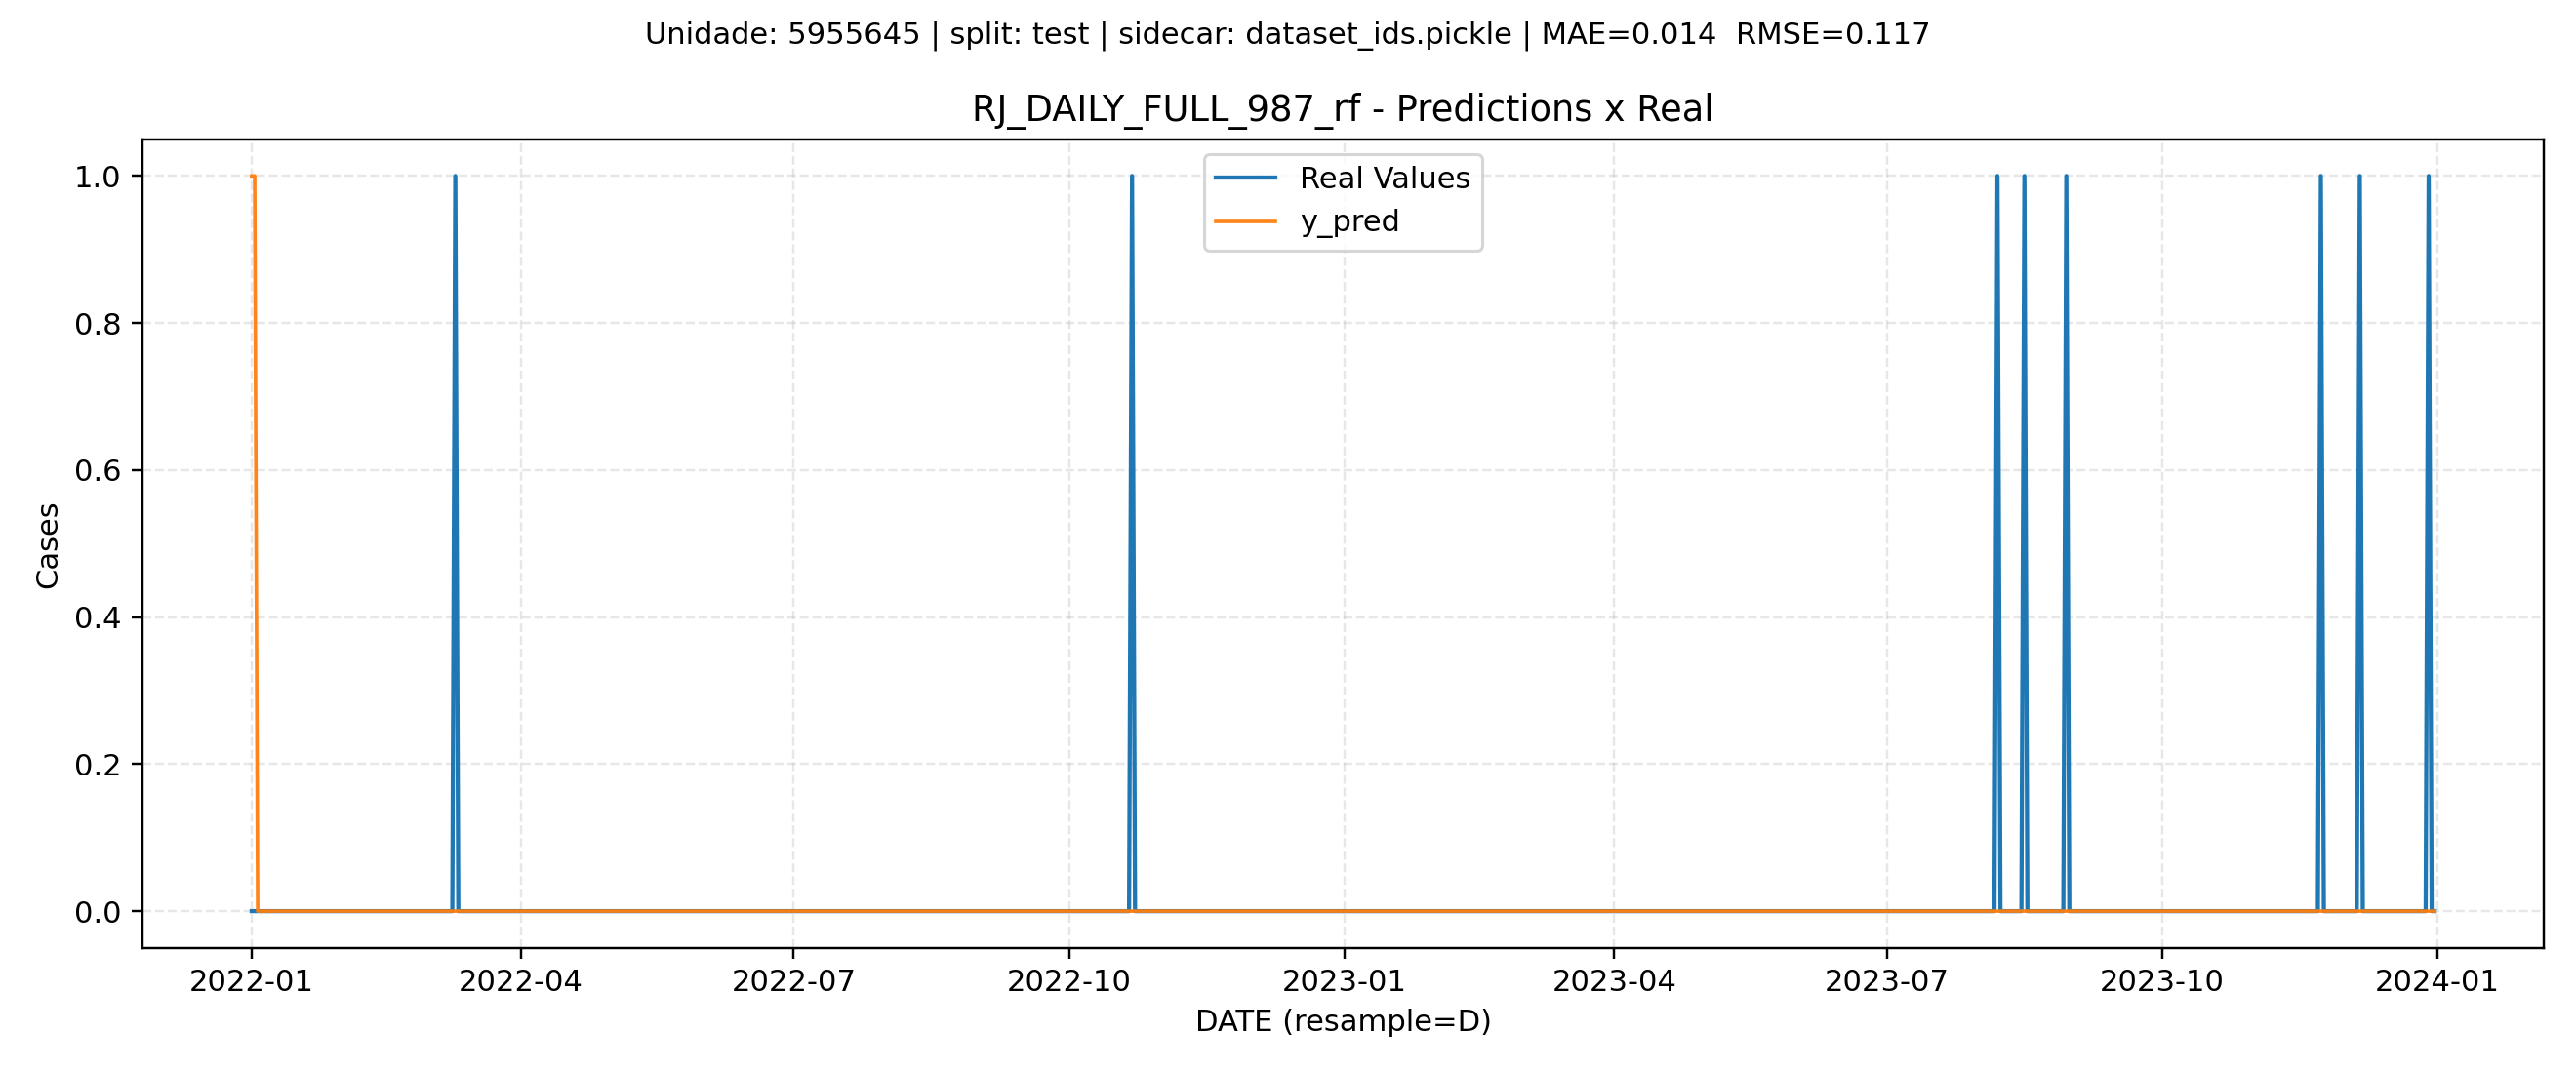 Unidade: 5955645 | split: test | sidecar: dataset_ids.pickle | MAE=0.014  RMSE=0.117
RJ_DAILY_FULL_987_rf - Predictions x Real
Real Values
y_pred
1.0
0.8
0.6
0.4
0.2
0.0
Cases
2022-01 2022-04 2022-07 2022-10 2023-01 2023-04 2023-07 2023-10 2024-01
DATE (resample=D)